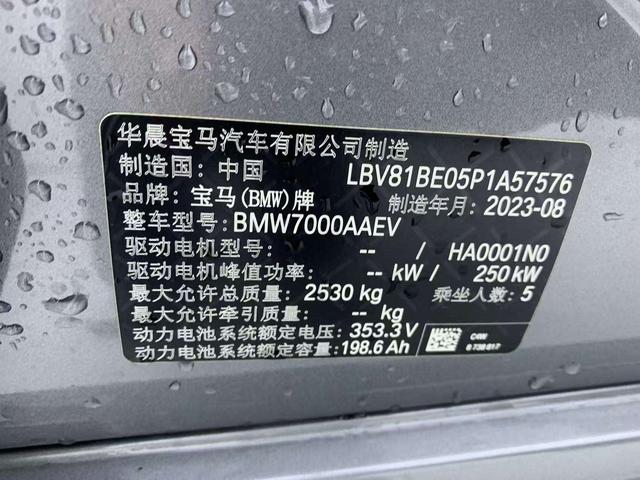 华晨宝马汽车有限公司制造
制造国: 中国 LBV81BE05P1A57576
品牌: 宝马(BMW)牌 制造年月: 2023-08
整车型号: BMW7000AAEV
驱动电机型号: -- / HA0001N0
驱动电机峰值功率: -- kW / 250 kW
最大允许总质量: 2530 kg 乘坐人数: 5
最大允许牵引质量: -- kg
动力电池系统额定电压: 353.3V
动力电池系统额定容量: 198.6 Ah